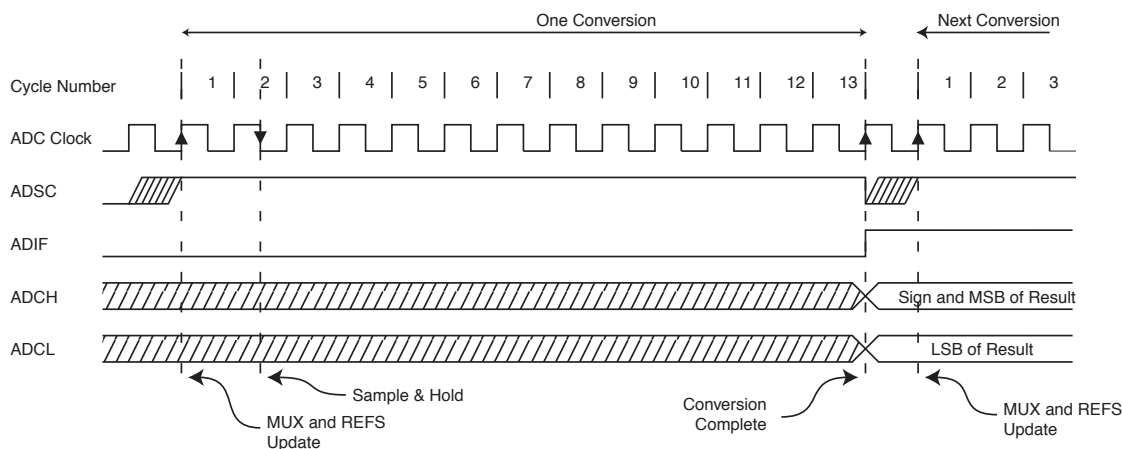 One Conversion
Next Conversion
Cycle Number 1 2 3 4 5 6 7 8 9 10 11 12 13 1 2 3
ADC Clock
ADSC
ADIF
ADCH
Sign and MSB of Result
ADCL
LSB of Result
Sample & Hold
MUX and REFS
Update
Conversion
Complete
MUX and REFS
Update